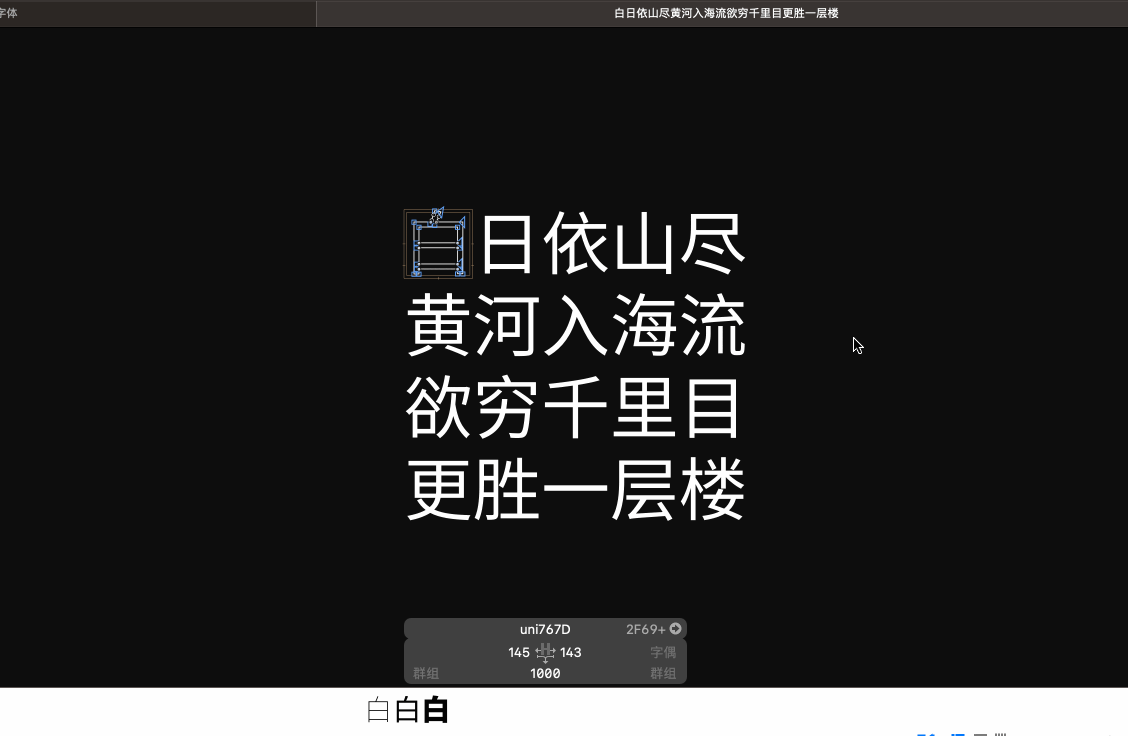 字体
白日依山尽黄河入海流欲穷千里目更胜一层楼
日依山尽
黄河入海流
欲穷千里目
更胜一层楼
uni767D 2F69+
145 143 字偶
群组 1000 群组
白白白